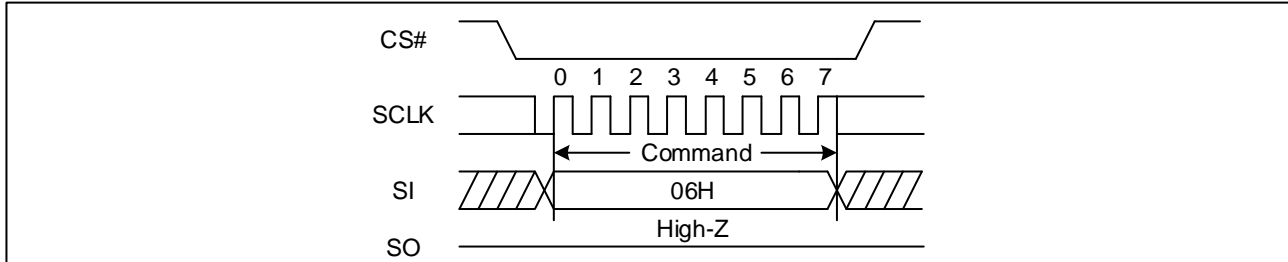 CS#
0 1 2 3 4 5 6 7
SCLK
Command
SI 06H
High-Z
SO